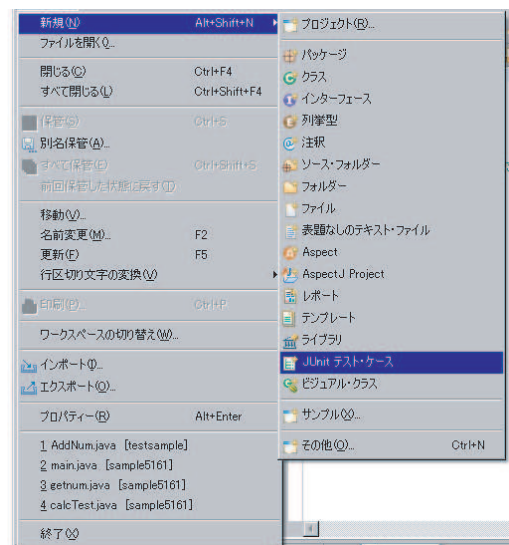 新規(N) Alt+Shift+N
ファイルを開く()...
閉じる(C) Ctrl+F4
すべて閉じる(L) Ctrl+Shift+F4
保管(S) Ctrl+S
別名保管(A)...
すべて保管(E) Ctrl+Shift+S
前回保管した状態に戻す(T)
移動(V)...
名前変更(M)... F2
更新(F) F5
行区切り文字の変換(V)
印刷(P)... Ctrl+P
ワークスペースの切り替え(W)...
インポート(I)...
エクスポート(O)...
プロパティー(R) Alt+Enter
1 AddNum.java [testsample]
2 main.java [sample5161]
3 getnum.java [sample5161]
4 calcTest.java [sample5161]
終了(X)
プロジェクト(R)...
パッケージ
クラス
インターフェース
列挙型
注釈
ソース・フォルダー
フォルダー
ファイル
表題なしのテキスト・ファイル
Aspect
AspectJ Project
レポート
テンプレート
ライブラリ
JUnit テスト・ケース
ビジュアル・クラス
サンプル(X)...
その他(O)... Ctrl+N